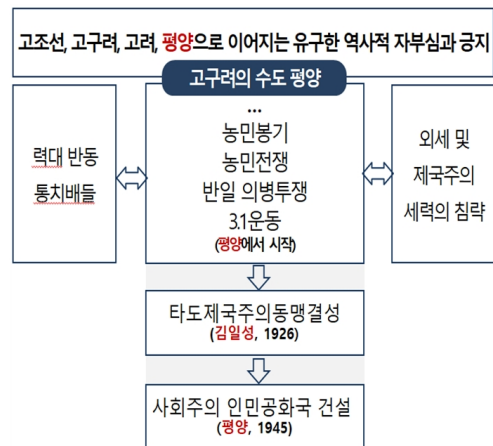 고조선, 고구려, 고려, 평양으로 이어지는 유구한 역사적 자부심과 긍지
고구려의 수도 평양
...
농민봉기
농민전쟁
반일 의병투쟁
3.1운동
(평양에서 시작)
력대 반동
통치배들
외세 및
제국주의
세력의 침략
타도제국주의동맹결성
(김일성, 1926)
사회주의 인민공화국 건설
(평양, 1945)